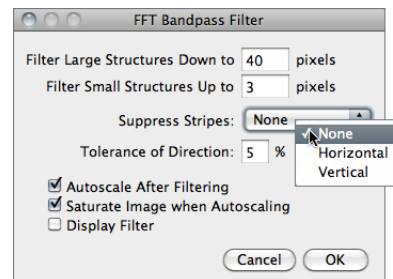 FFT Bandpass Filter
Filter Large Structures Down to 40 pixels
Filter Small Structures Up to 3 pixels
Suppress Stripes: None
✓ None
Horizontal
Tolerance of Direction: 5 %
Vertical
Autoscale After Filtering
Saturate Image when Autoscaling
Display Filter
Cancel OK